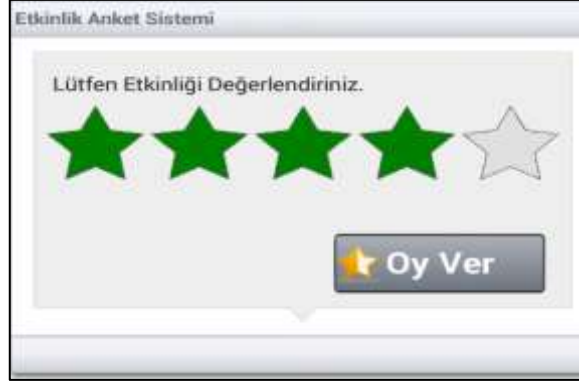 Etkinlik Anket Sistemi
Lütfen Etkinliği Değerlendiriniz.
Oy Ver